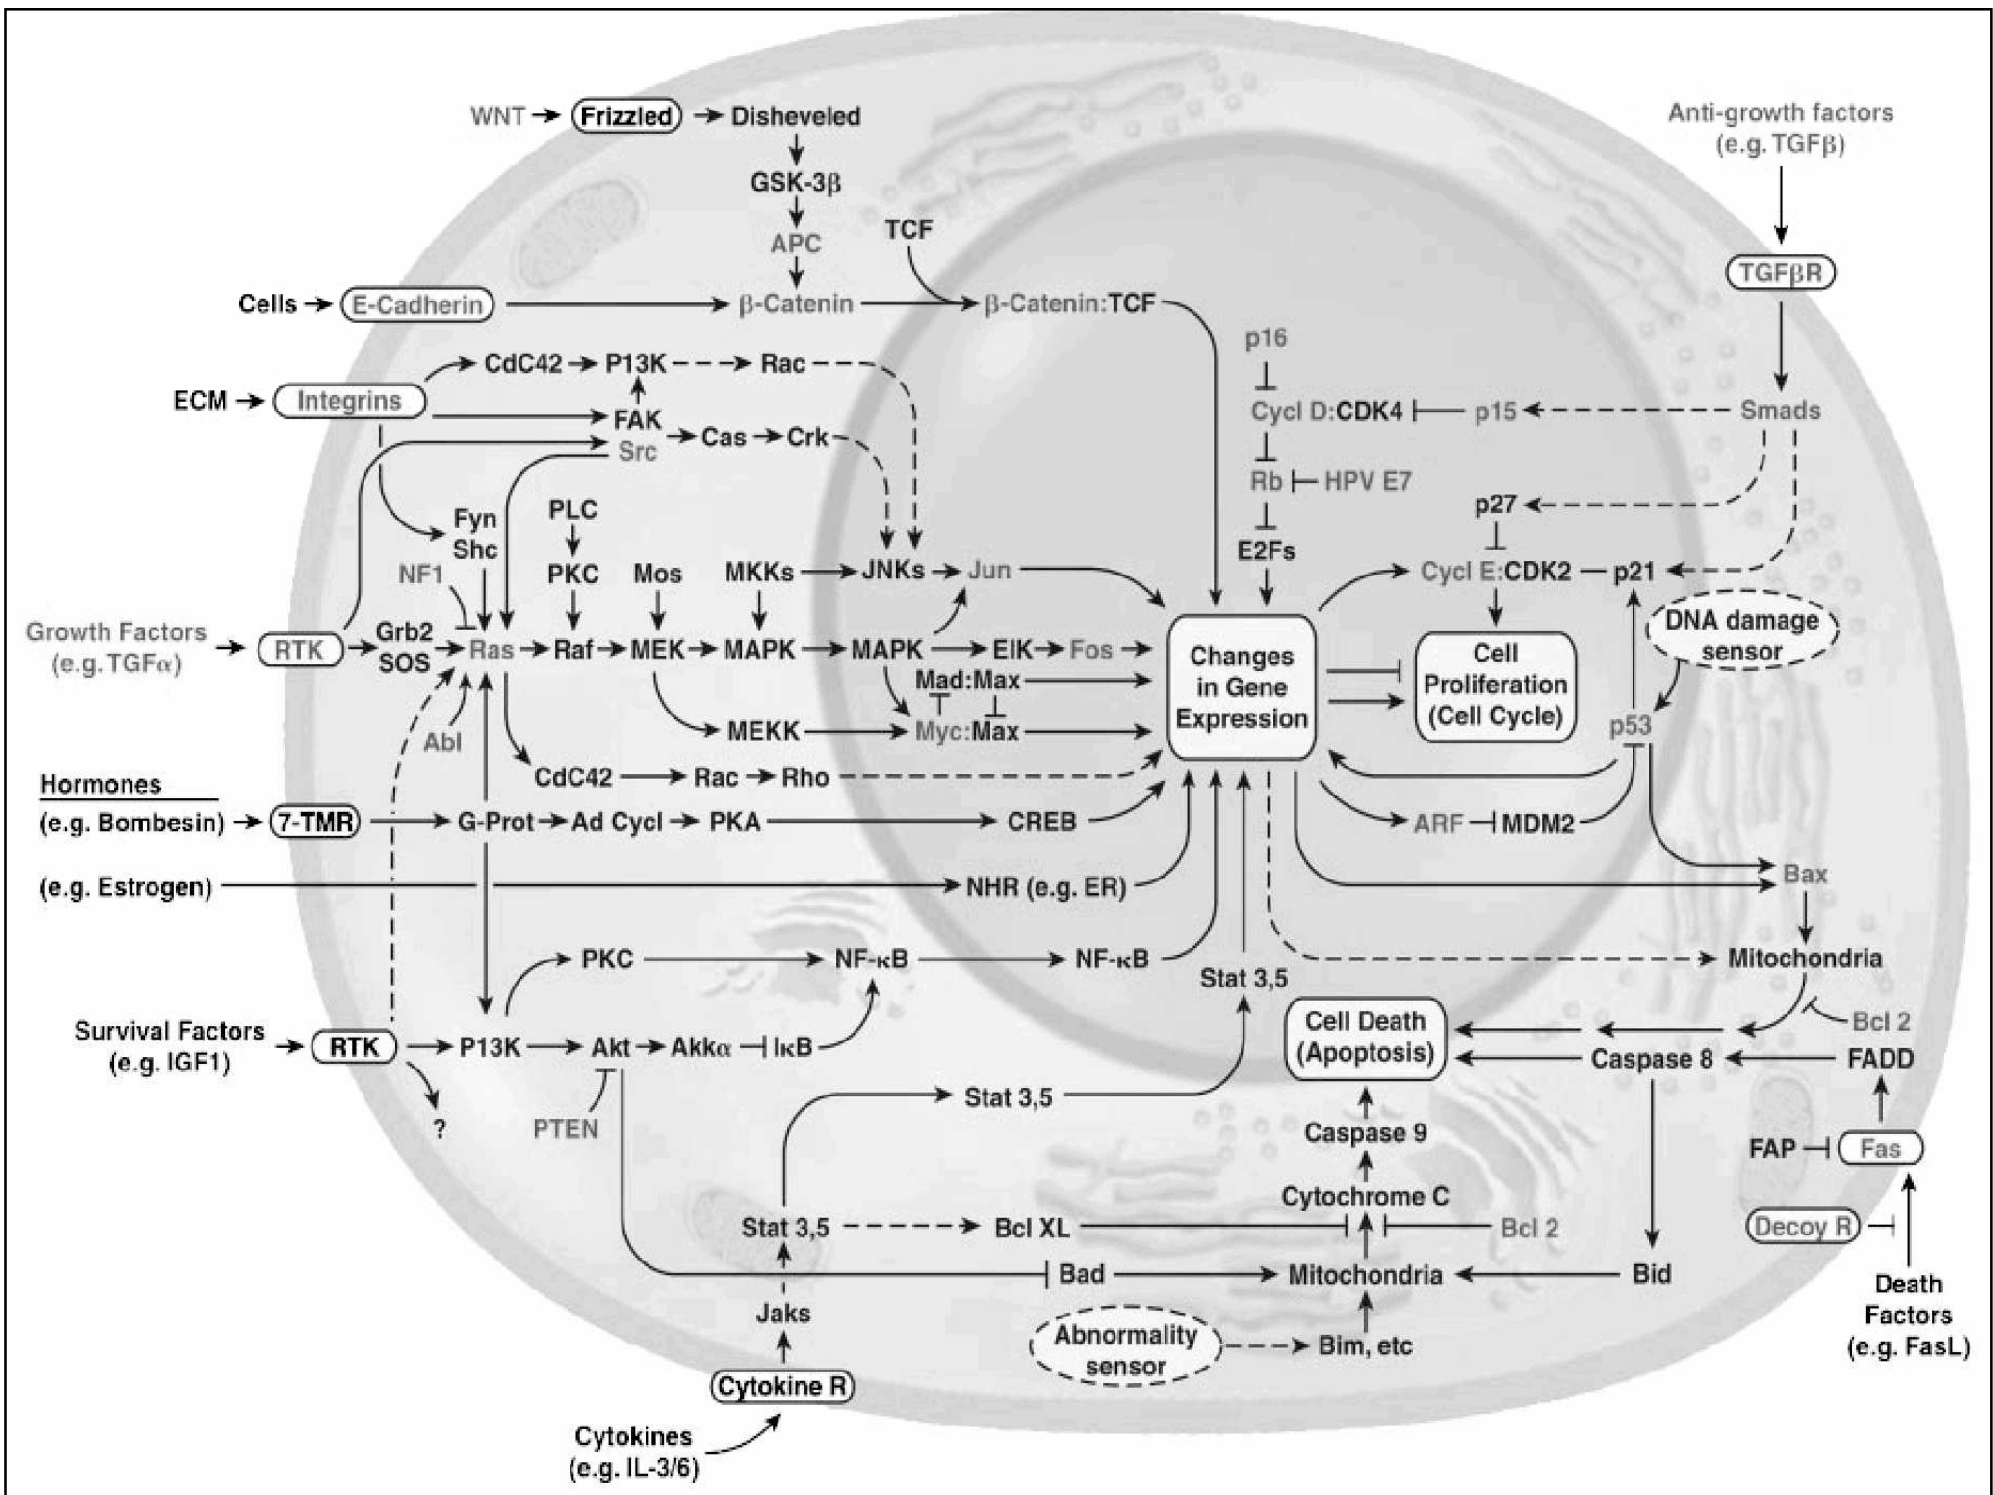 WNT
Frizzled
Disheveled
GSK-3β
APC
TCF
Cells
E-Cadherin
β-Catenin
β-Catenin:TCF
Anti-growth factors
(e.g. TGFβ)
TGFβR
Smads
CdC42
P13K
Rac
ECM
Integrins
FAK
Src
Cas
Crk
p16
Cycl D:CDK4
p15
Rb
HPV E7
E2Fs
p27
Cycl E:CDK2
p21
DNA damage
sensor
Fyn
Shc
PLC
NF1
PKC
Mos
MKKs
JNKs
Jun
Growth Factors
(e.g. TGFα)
RTK
Grb2
SOS
Ras
Raf
MEK
MAPK
MAPK
ElK
Fos
Mad:Max
Abl
MEKK
Myc:Max
Changes
in Gene
Expression
Cell
Proliferation
(Cell Cycle)
p53
CdC42
Rac
Rho
Hormones
(e.g. Bombesin)
7-TMR
G-Prot
Ad Cycl
PKA
CREB
ARF
MDM2
(e.g. Estrogen)
NHR (e.g. ER)
Bax
PKC
NF-κB
NF-κB
Stat 3,5
Mitochondria
Survival Factors
(e.g. IGF1)
RTK
P13K
Akt
Akkα
IκB
Cell Death
(Apoptosis)
Bcl 2
Caspase 8
FADD
?
PTEN
Stat 3,5
Caspase 9
FAP
Fas
Cytochrome C
Stat 3,5
Bcl XL
Bcl 2
Decoy R
Bad
Mitochondria
Bid
Death
Factors
(e.g. FasL)
Jaks
Abnormality
sensor
Bim, etc
Cytokine R
Cytokines
(e.g. IL-3/6)